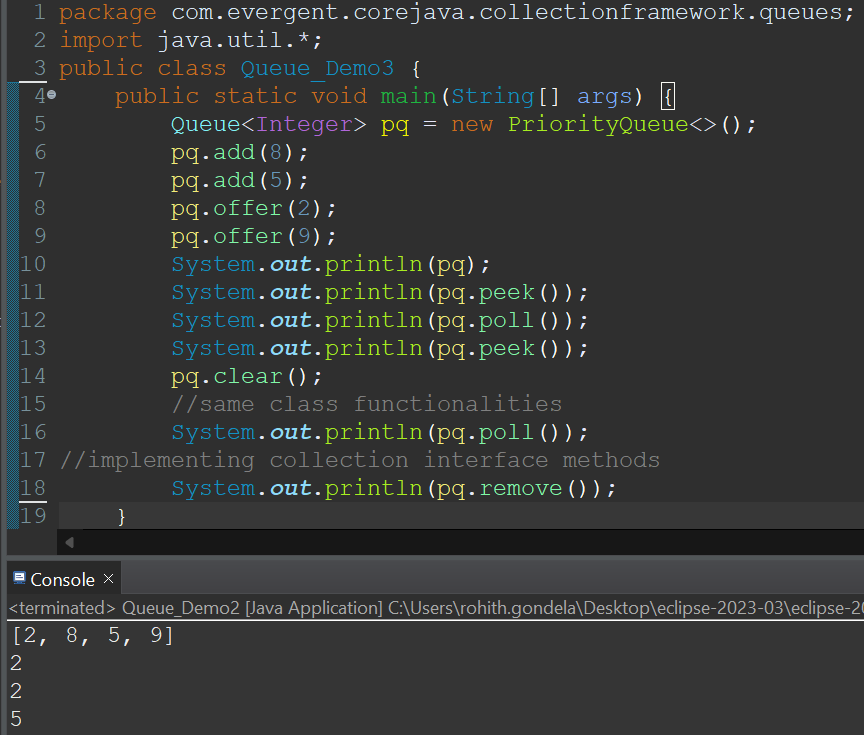 1 package com.evergent.corejava.collectionframework.queues;
2 import java.util.*;
3 public class Queue_Demo3 {
4 public static void main(String[] args) {
5 Queue<Integer> pq = new PriorityQueue<>();
6 pq.add(8);
7 pq.add(5);
8 pq.offer(2);
9 pq.offer(9);
10 System.out.println(pq);
11 System.out.println(pq.peek());
12 System.out.println(pq.poll());
13 System.out.println(pq.peek());
14 pq.clear();
15 //same class functionalities
16 System.out.println(pq.poll());
17 //implementing collection interface methods
18 System.out.println(pq.remove());
19 }
Console ×
<terminated> Queue_Demo2 [Java Application] C:\Users\rohith.gondela\Desktop\eclipse-2023-03\eclipse-20
[2, 8, 5, 9]
2
2
5